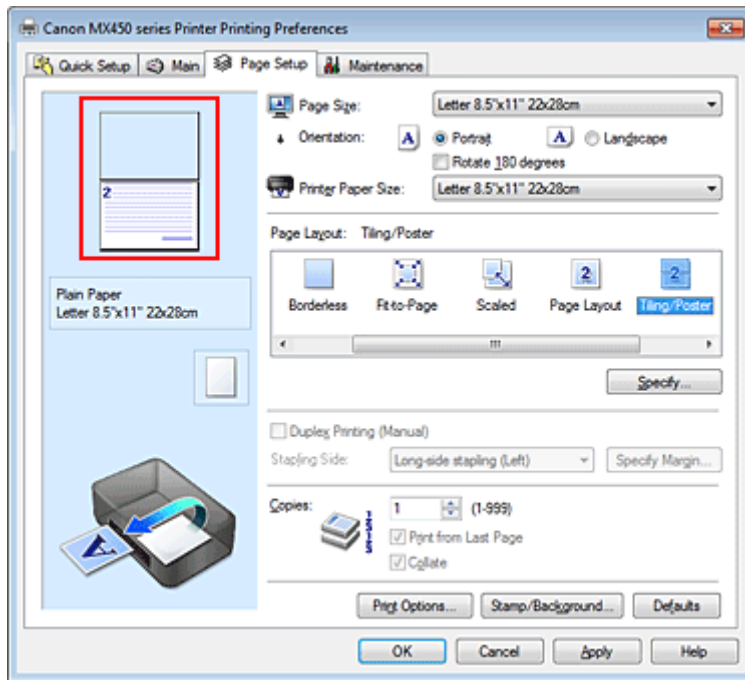 Canon MX450 series Printer Printing Preferences
Quick Setup Main Page Setup Maintenance
Page Size: Letter 8.5"x11" 22x28cm
Orientation: A Portrait A Landscape
Rotate 180 degrees
Printer Paper Size: Letter 8.5"x11" 22x28cm
2
Page Layout: Tiling/Poster
2 2
Borderless Fit-to-Page Scaled Page Layout Tiling/Poster
Plain Paper
Letter 8.5"x11" 22x28cm
Specify...
Duplex Printing (Manual)
Stapling Side: Long-side stapling (Left) Specify Margin...
Copies: 1 (1-999)
Print from Last Page
Collate
A
Print Options... Stamp/Background... Defaults
OK Cancel Apply Help